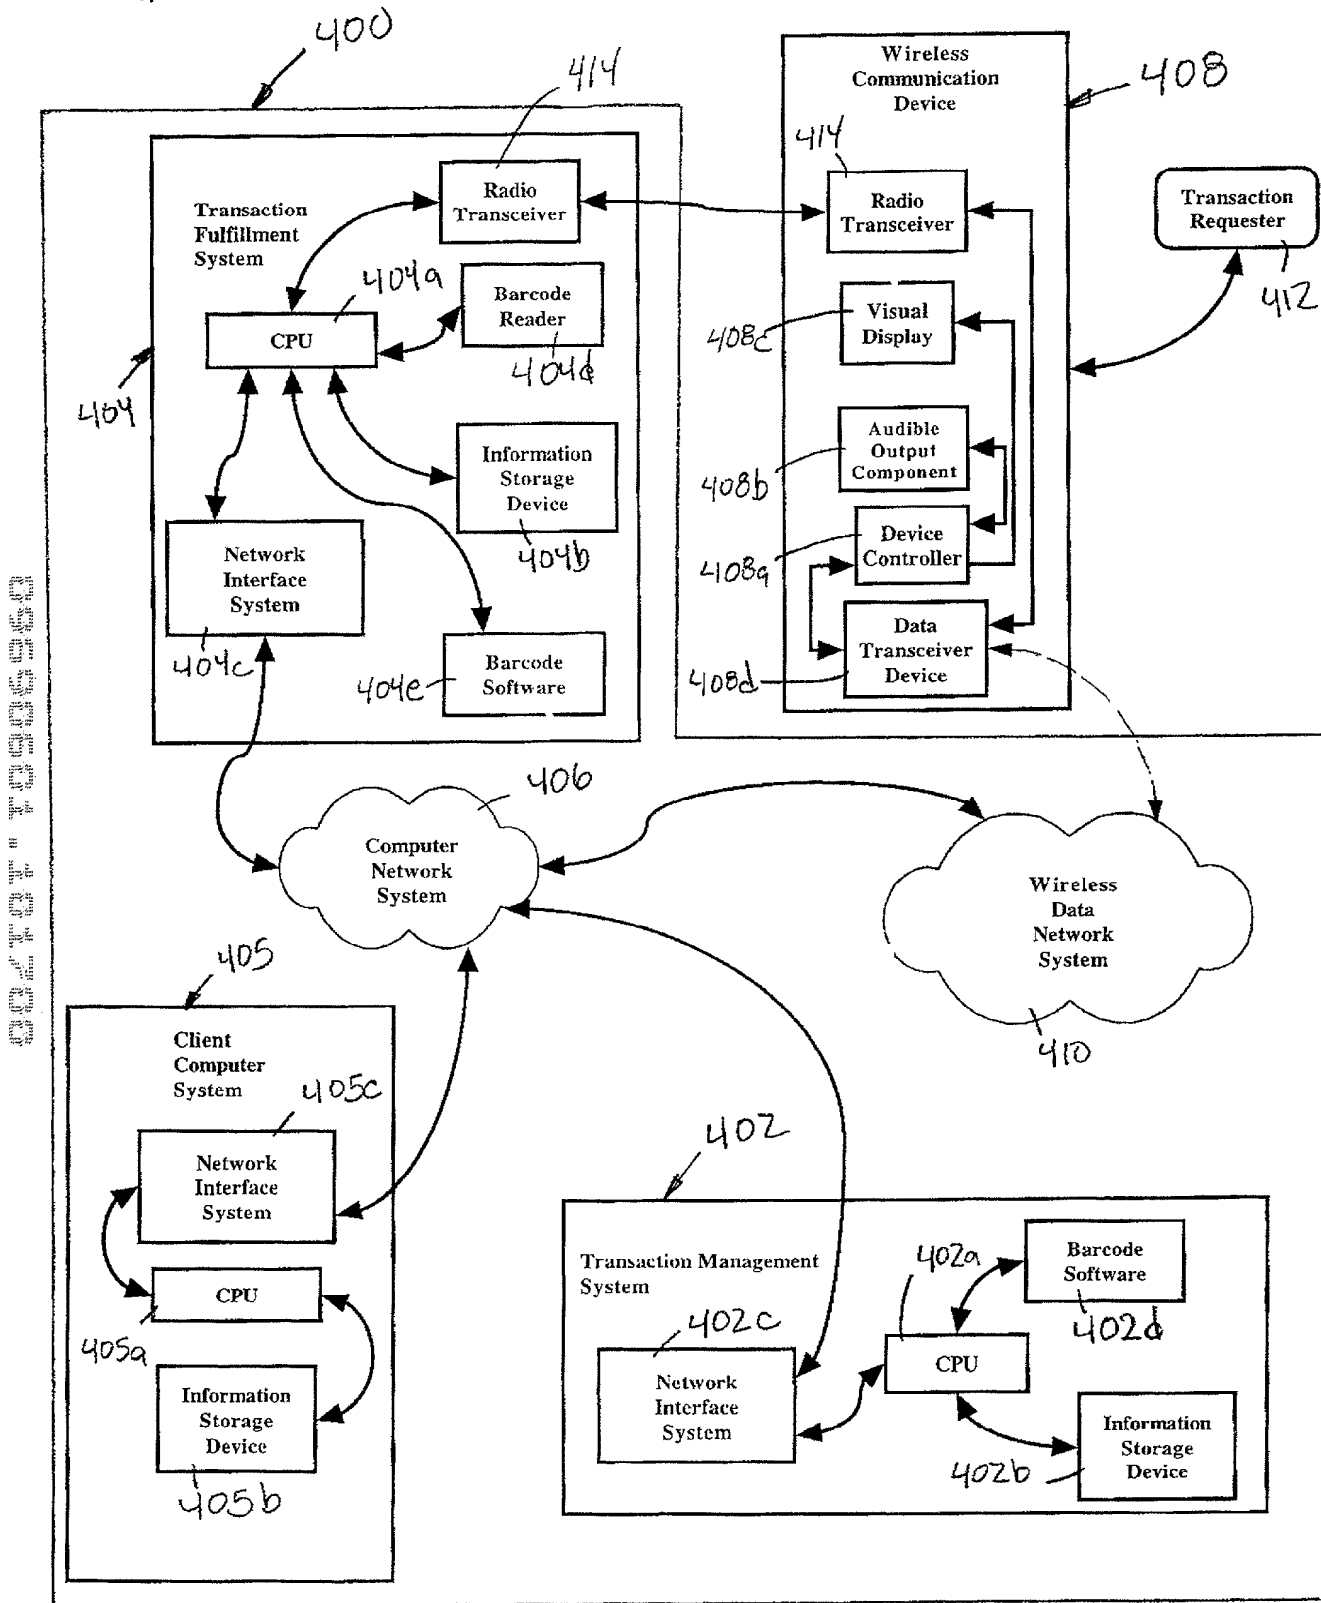 400
414
Wireless
Communication
Device
408
414
Radio
Transceiver
Transaction
Fulfillment
System
Radio
Transceiver
Transaction
Requester
412
404a
Barcode
Reader
404d
CPU
404
408c
Visual
Display
Information
Storage
Device
404b
408b
Audible
Output
Component
Network
Interface
System
404c
408a
Device
Controller
404e
Barcode
Software
408d
Data
Transceiver
Device
406
Computer
Network
System
Wireless
Data
Network
System
410
405
Client
Computer
System
405c
Network
Interface
System
CPU
405a
Information
Storage
Device
405b
402
Transaction Management
System
402a
Barcode
Software
402d
402c
Network
Interface
System
CPU
402b
Information
Storage
Device